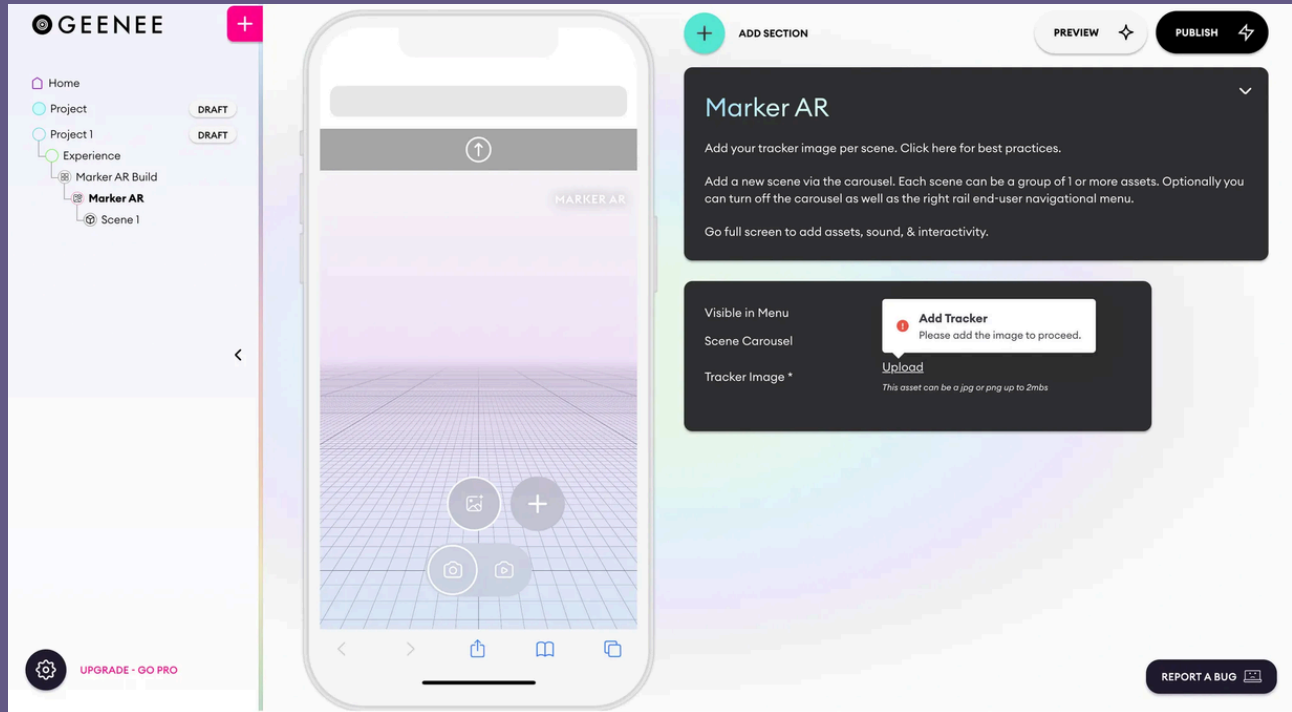 GEENEE
Home
Project DRAFT
Project 1 DRAFT
Experience
Marker AR Build
Marker AR
Scene 1
UPGRADE - GO PRO
MARKER AR
ADD SECTION
PREVIEW
PUBLISH
Marker AR
Add your tracker image per scene. Click here for best practices.
Add a new scene via the carousel. Each scene can be a group of 1 or more assets. Optionally you
can turn off the carousel as well as the right rail end-user navigational menu.
Go full screen to add assets, sound, & interactivity.
Visible in Menu
Scene Carousel
Tracker Image *
Add Tracker
Please add the image to proceed.
Upload
This asset can be a jpg or png up to 2mbs
REPORT A BUG